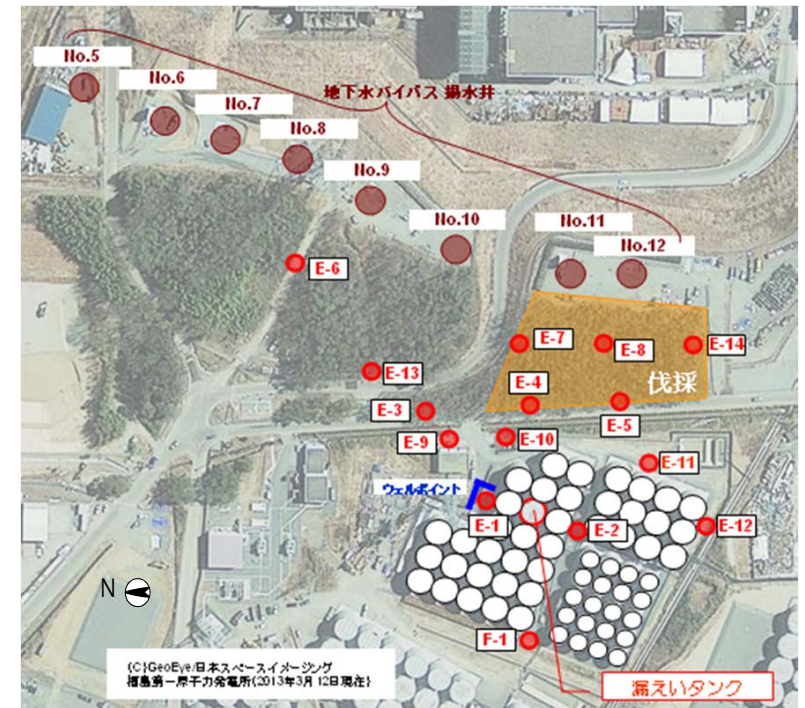 No.5
No.6
No.7
No.8
地下水バイパス 揚水井
No.9
No.10
No.11
No.12
E-6
E-7
E-8
E-14
E-13
伐採
E-4
E-3
E-5
E-9
E-10
E-11
ウェルポイント
E-1
E-2
E-12
N
F-1
(C)GeoEye/日本スペースイメージング
福島第一原子力発電所(2013年3月12日現在)
漏えいタンク